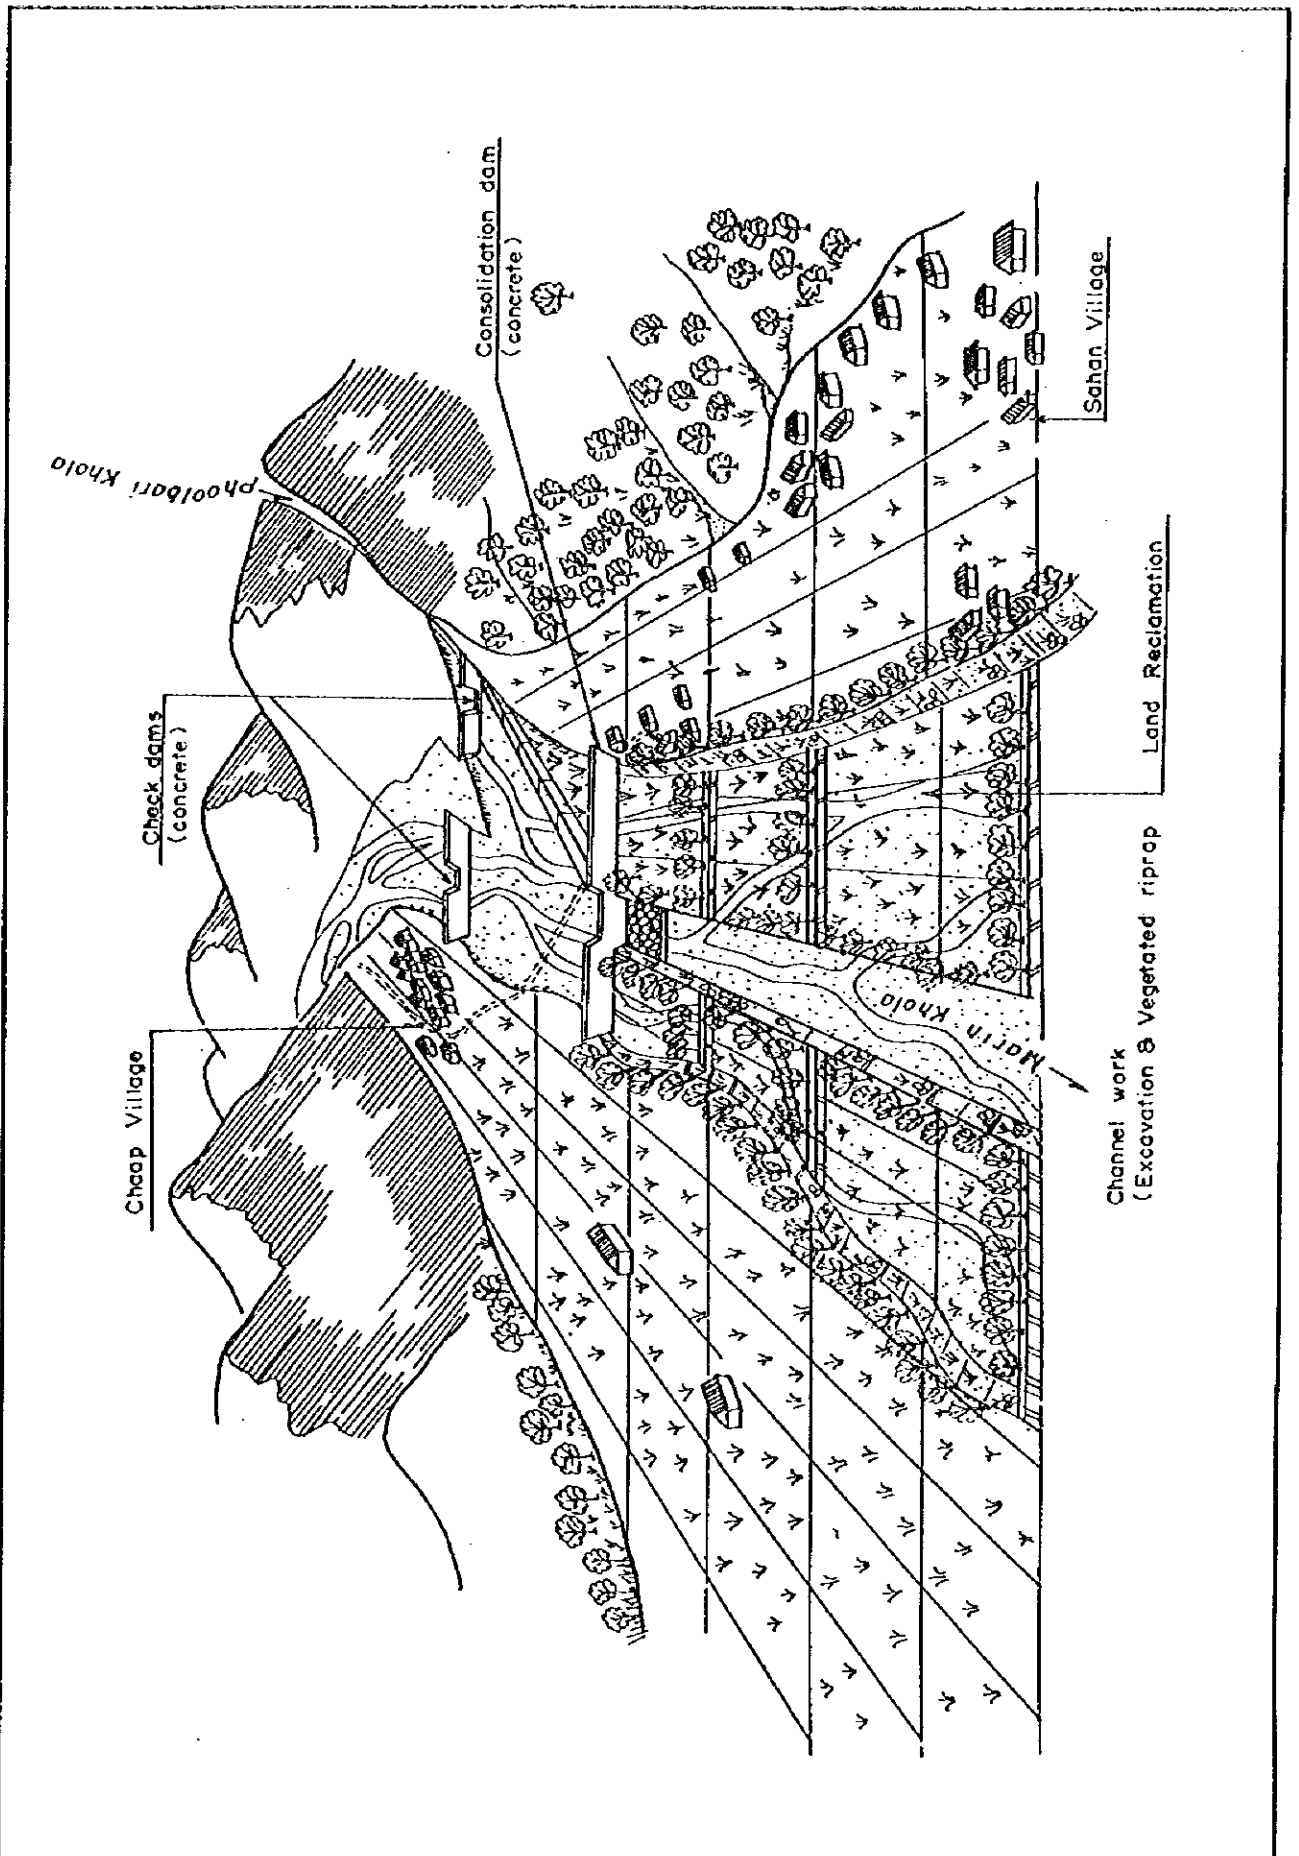 phoolbari Khola
Consolidation dam
(concrete)
Check dams
(concrete)
Chaap Village
Sahan Village
Land Reclamation
Marin Khola
Channel work
(Excavation & Vegetated riprap